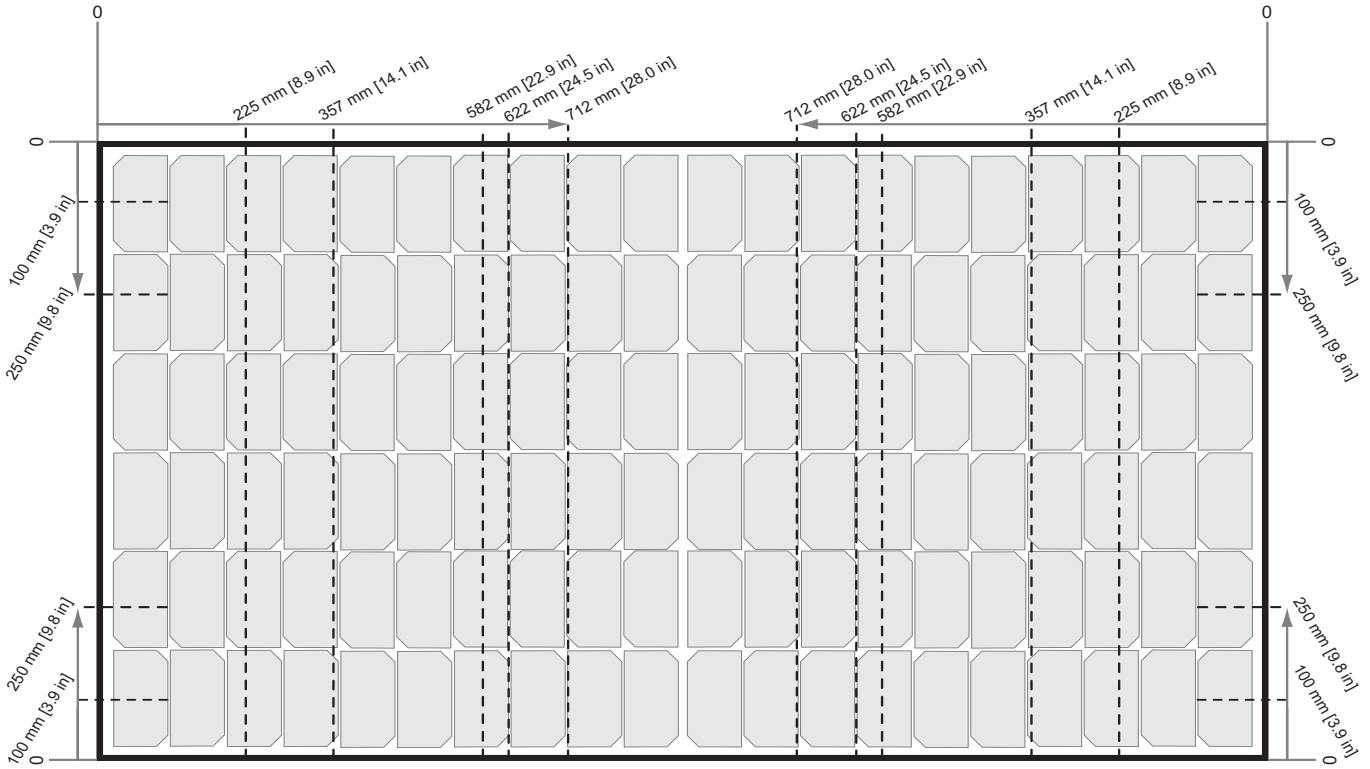 0
0
225 mm [8.9 in]
357 mm [14.1 in]
582 mm [22.9 in]
622 mm [24.5 in]
712 mm [28.0 in]
712 mm [28.0 in]
622 mm [24.5 in]
582 mm [22.9 in]
357 mm [14.1 in]
225 mm [8.9 in]
0
0
100 mm [3.9 in]
100 mm [3.9 in]
250 mm [9.8 in]
250 mm [9.8 in]
250 mm [9.8 in]
250 mm [9.8 in]
100 mm [3.9 in]
100 mm [3.9 in]
0
0